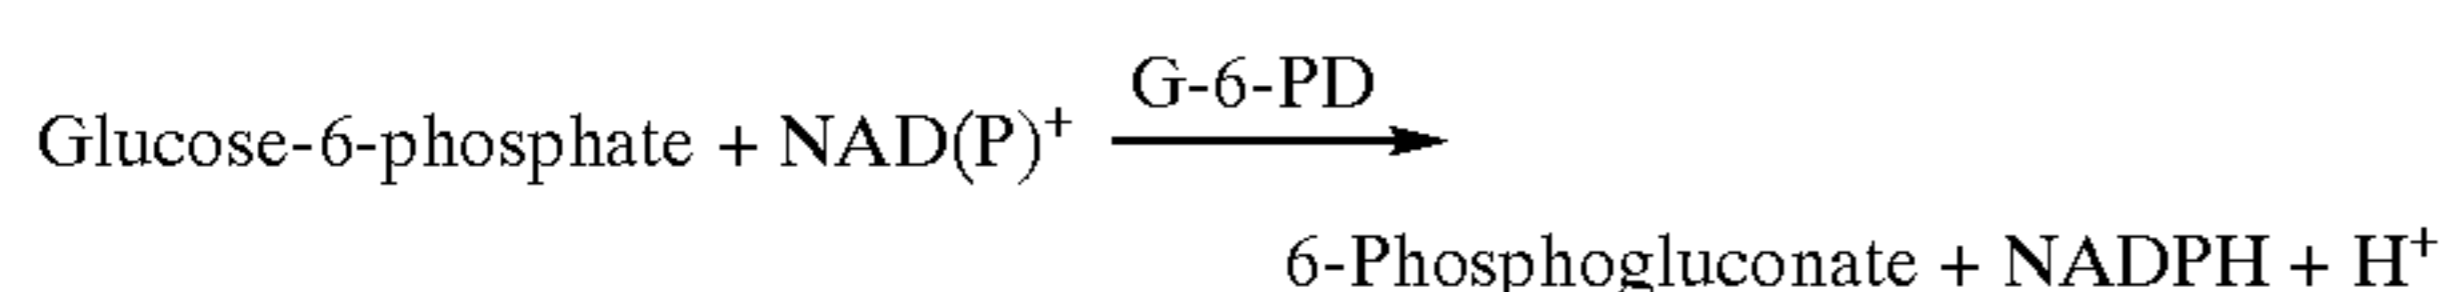 G-6-PD
Glucose-6-phosphate + NAD(P)⁺
6-Phosphogluconate + NADPH + H⁺